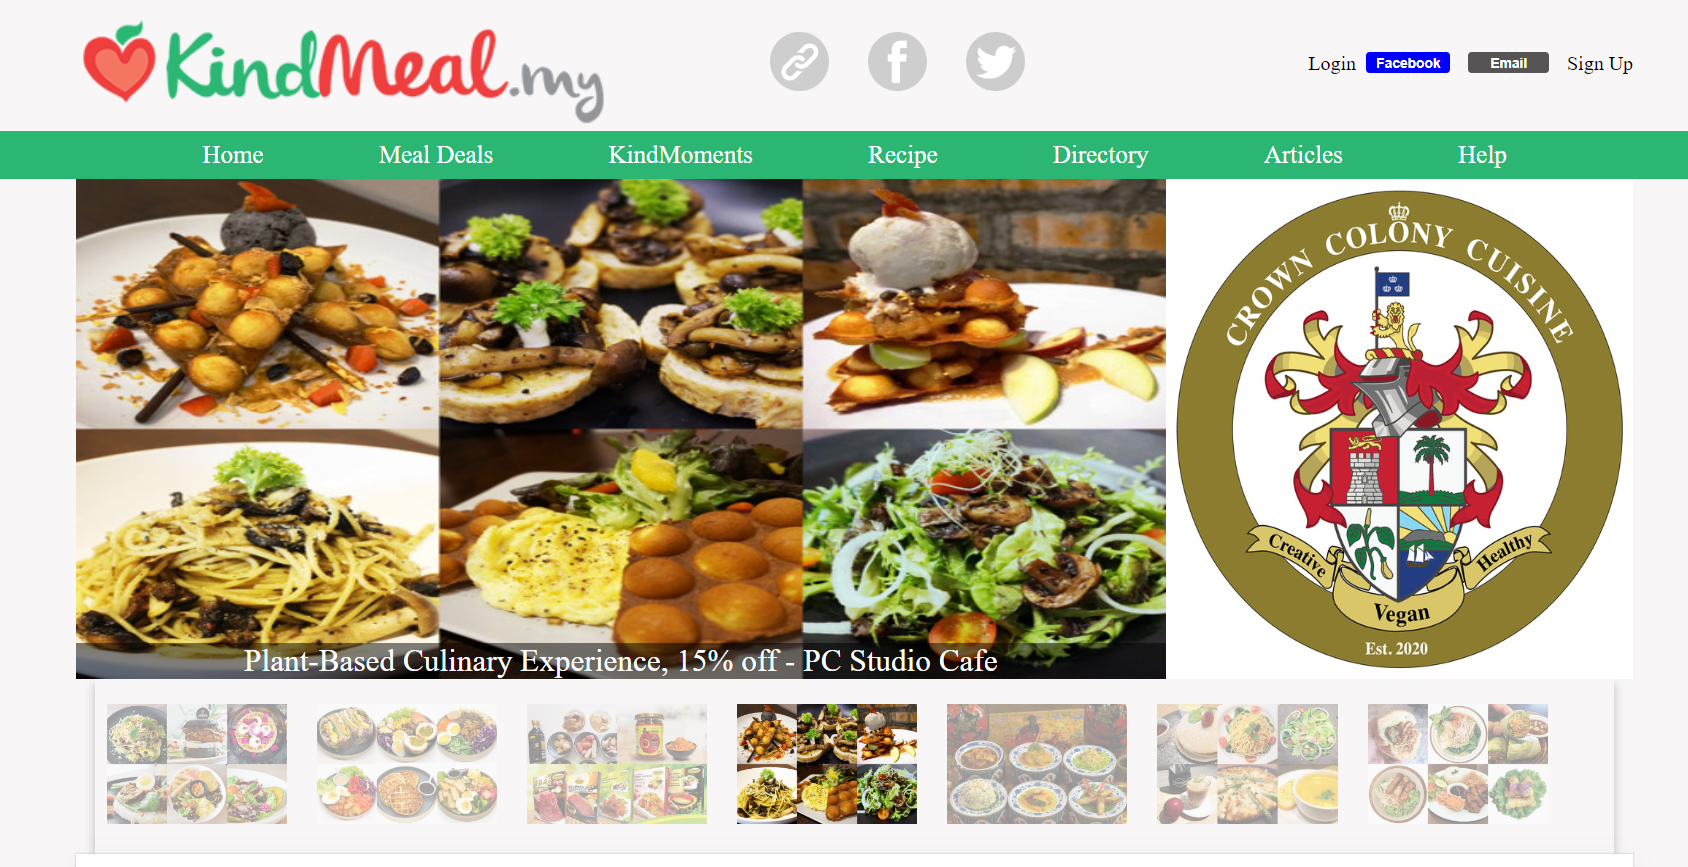 KindMeal.my
Login Facebook Email Sign Up
Home Meal Deals KindMoments Recipe Directory Articles Help
CROWN COLONY CUISINE
Creative
Healthy
Vegan
Est. 2020
Plant-Based Culinary Experience, 15% off - PC Studio Cafe